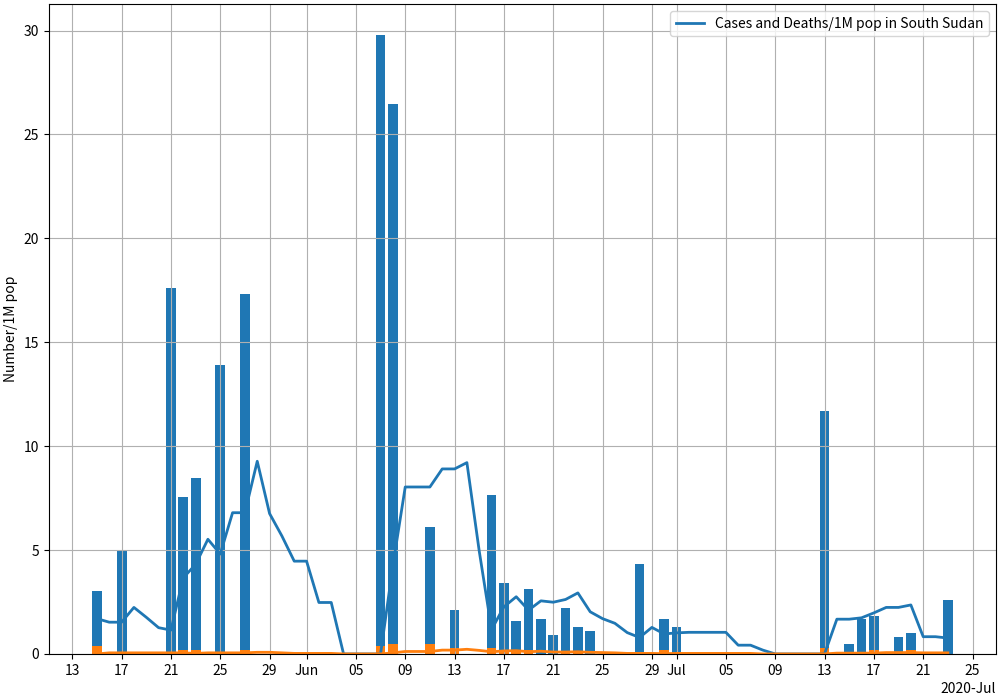 Cases and Deaths/1M pop in South Sudan
Number/1M pop
30
25
20
15
10
5
0
13 17 21 25 29 Jun 05 09 13 17 21 25 29 Jul 05 09 13 17 21 25
2020-Jul